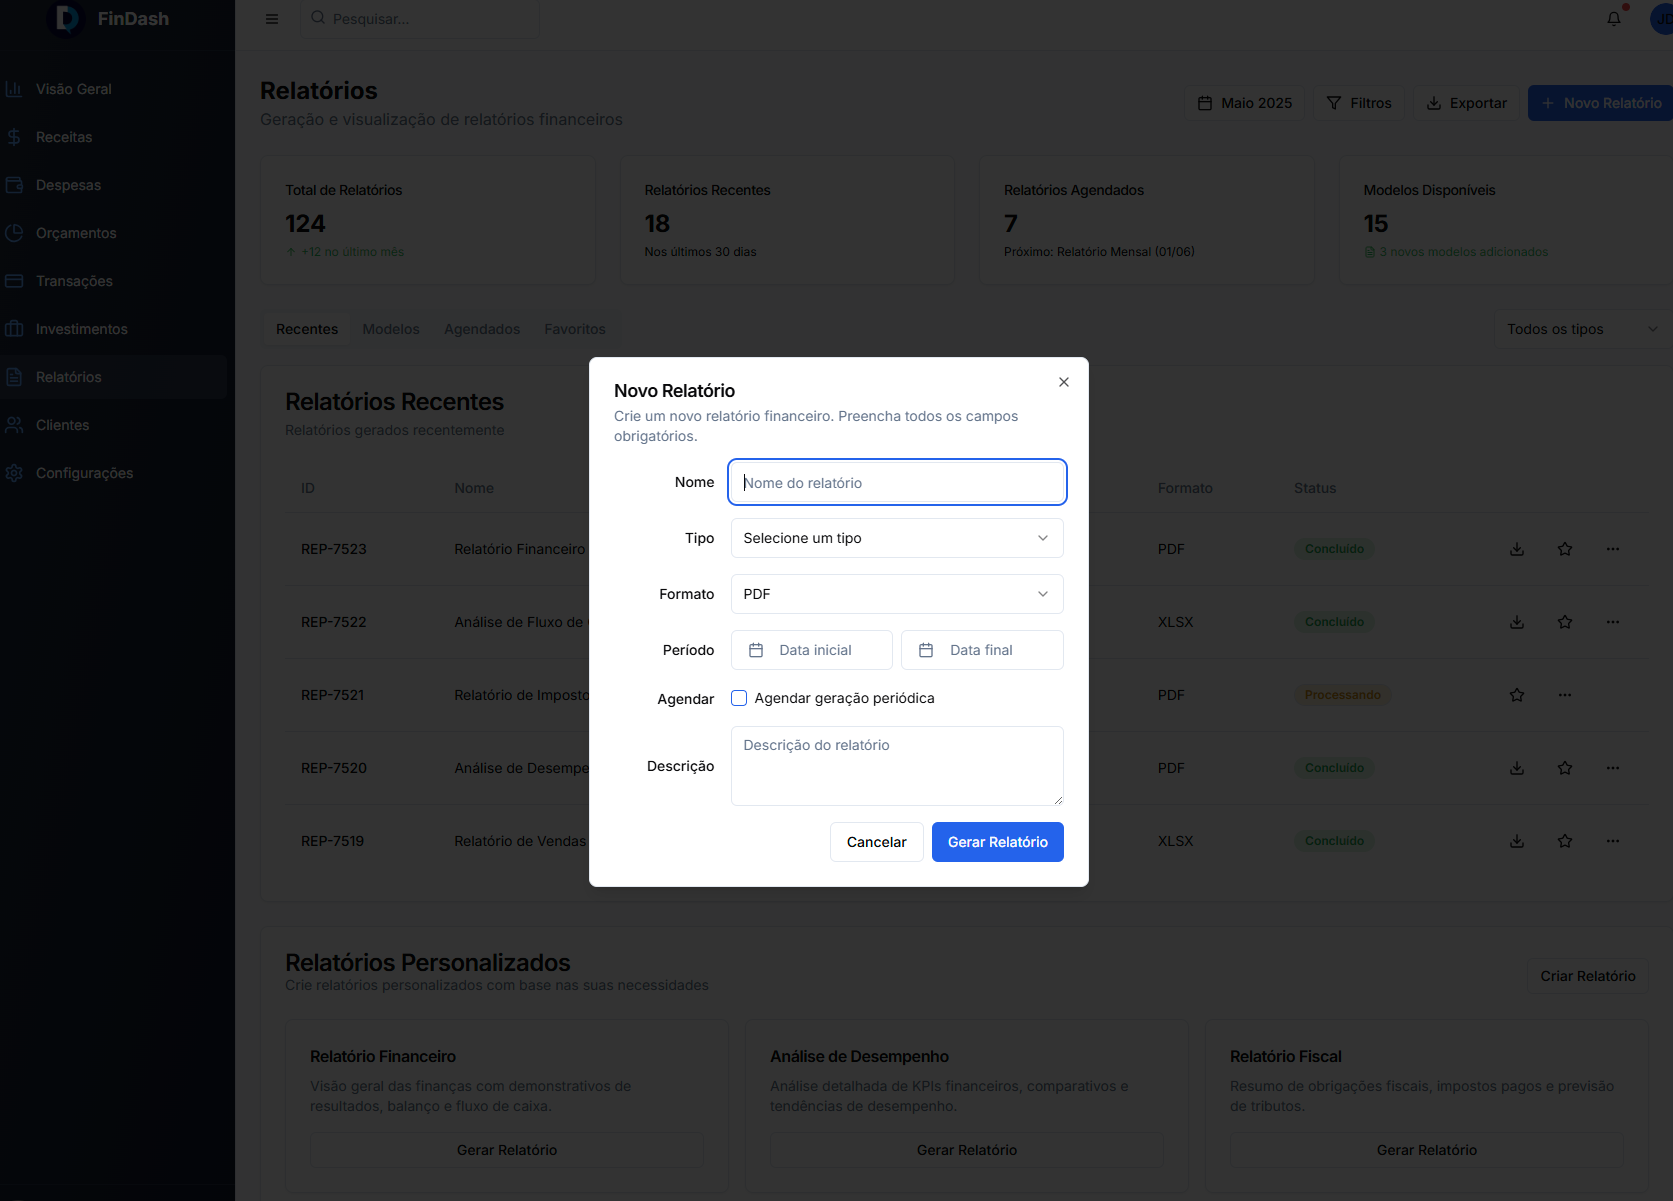 FinDash
Pesquisar...
JD
Visão Geral
Receitas
Despesas
Orçamentos
Transações
Investimentos
Relatórios
Clientes
Configurações
Relatórios
Geração e visualização de relatórios financeiros
Maio 2025
Filtros
Exportar
Novo Relatório
Total de Relatórios
124
+12 no último mês
Relatórios Recentes
18
Nos últimos 30 dias
Relatórios Agendados
7
Próximo: Relatório Mensal (01/06)
Modelos Disponíveis
15
3 novos modelos adicionados
Recentes Modelos Agendados Favoritos
Todos os tipos
Relatórios Recentes
Relatórios gerados recentemente
ID Nome Formato Status
REP-7523 Relatório Financeiro PDF Concluído
REP-7522 Análise de Fluxo de PDF XLSX Concluído
REP-7521 Relatório de Imposto PDF Processando
REP-7520 Análise de Desempe PDF Concluído
REP-7519 Relatório de Vendas XLSX Concluído
Novo Relatório
Crie um novo relatório financeiro. Preencha todos os campos
obrigatórios.
Nome Nome do relatório
Tipo Selecione um tipo
Formato PDF
Período Data inicial Data final
Agendar Agendar geração periódica
Descrição Descrição do relatório
Cancelar Gerar Relatório
Relatórios Personalizados
Crie relatórios personalizados com base nas suas necessidades
Criar Relatório
Relatório Financeiro
Visão geral das finanças com demonstrativos de
resultados, balanço e fluxo de caixa.
Gerar Relatório
Análise de Desempenho
Análise detalhada de KPIs financeiros, comparativos e
tendências de desempenho.
Gerar Relatório
Relatório Fiscal
Resumo de obrigações fiscais, impostos pagos e previsão
de tributos.
Gerar Relatório